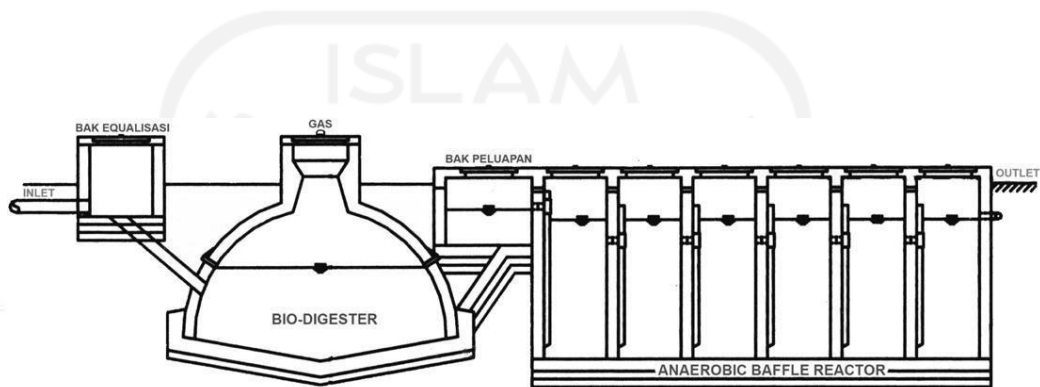 ISLAM
BAK EQUALISASI
GAS
BAK PELUAPAN
INLET
OUTLET
BIO-DIGESTER
ANAEROBIC BAFFLE REACTOR